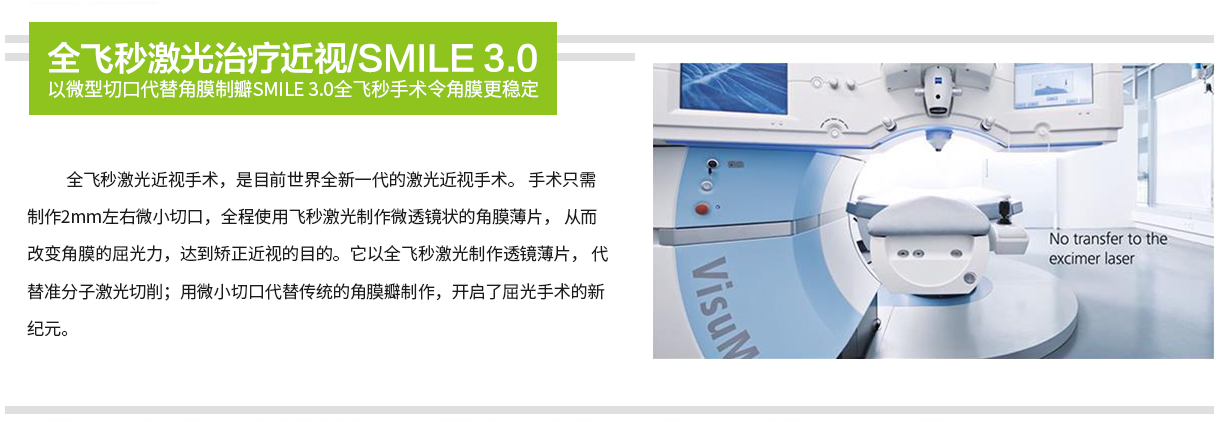 全飞秒激光治疗近视/SMILE 3.0
以微型切口代替角膜制瓣SMILE 3.0全飞秒手术令角膜更稳定
全飞秒激光近视手术，是目前世界全新一代的激光近视手术。 手术只需
制作2mm左右微小切口，全程使用飞秒激光制作微透镜状的角膜薄片， 从而
改变角膜的屈光力，达到矫正近视的目的。它以全飞秒激光制作透镜薄片， 代
替准分子激光切削；用微小切口代替传统的角膜瓣制作，开启了屈光手术的新
纪元。
No transfer to the
excimer laser
VisuM